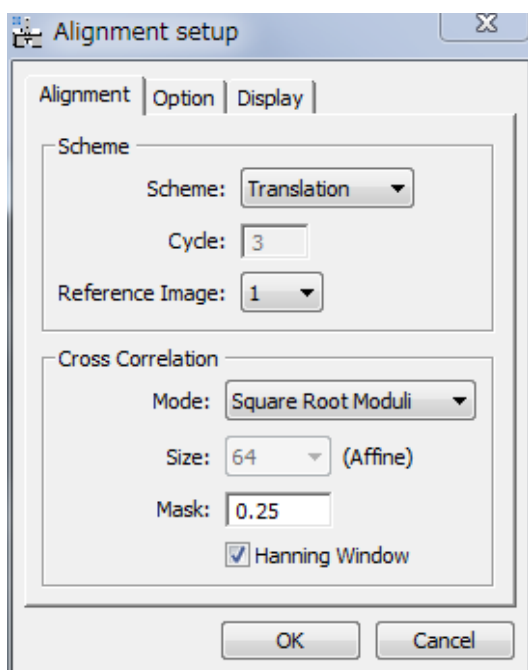 Alignment setup
Alignment Option Display
Scheme
Scheme: Translation
Cycle: 3
Reference Image: 1
Cross Correlation
Mode: Square Root Moduli
Size: 64 (Affine)
Mask: 0.25
Hanning Window
OK Cancel